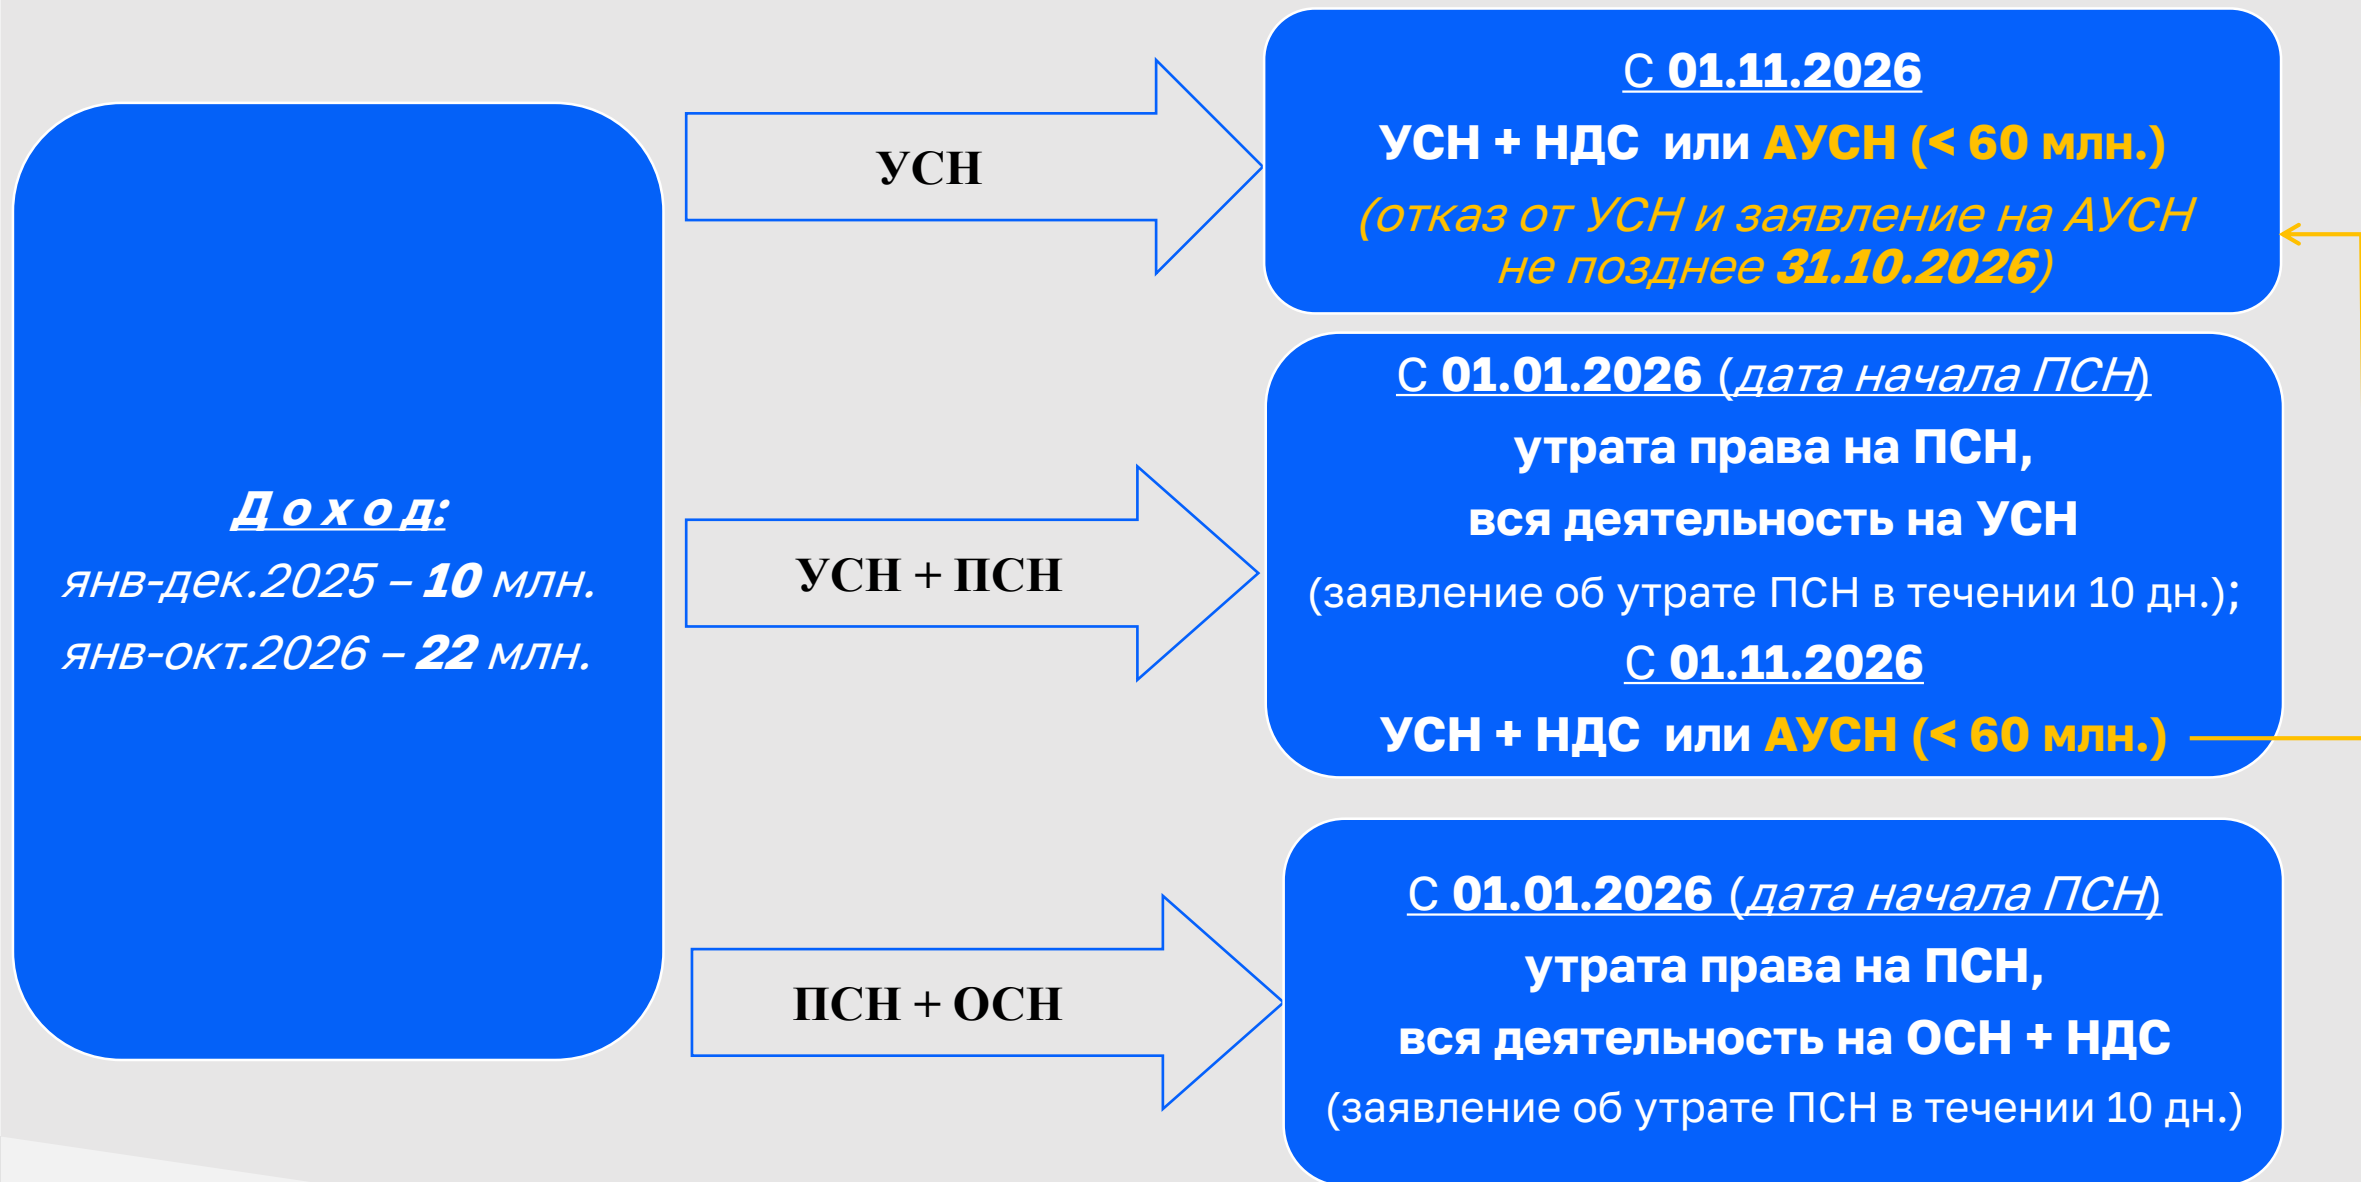 Д о х о д:
янв-дек.2025 – 10 млн.
янв-окт.2026 – 22 млн.
УСН
С 01.11.2026
УСН + НДС или АУСН (< 60 млн.)
(отказ от УСН и заявление на АУСН
не позднее 31.10.2026)
УСН + ПСН
С 01.01.2026 (дата начала ПСН)
утрата права на ПСН,
вся деятельность на УСН
(заявление об утрате ПСН в течении 10 дн.);
С 01.11.2026
УСН + НДС или АУСН (< 60 млн.)
ПСН + ОСН
С 01.01.2026 (дата начала ПСН)
утрата права на ПСН,
вся деятельность на ОСН + НДС
(заявление об утрате ПСН в течении 10 дн.)